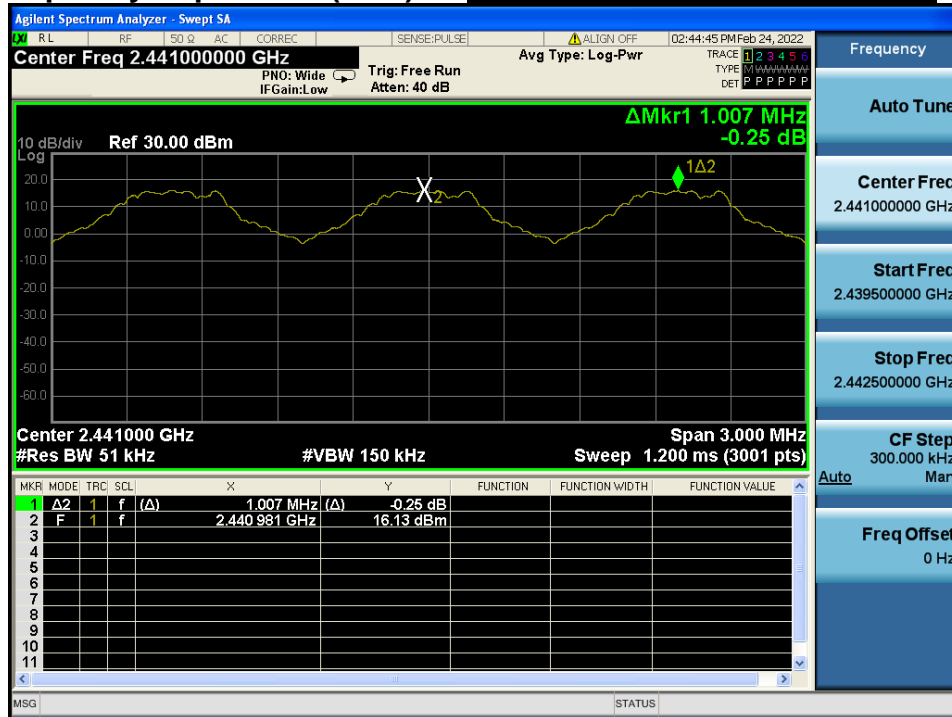 Agilent Spectrum Analyzer - Swept SA
LXI RL RF 50 Ω AC CORREC SENSE:PULSE ALIGN OFF 02:44:45 PM Feb 24, 2022
Center Freq 2.441000000 GHz
PNO: Wide
IFGain:Low
Trig: Free Run
Atten: 40 dB
Avg Type: Log-Pwr
TRACE 1 2 3 4 5 6
TYPE M W W W W W
DET P P P P P P
ΔMkr1 1.007 MHz
-0.25 dB
10 dB/div Ref 30.00 dBm
Log
1Δ2
20.0
X2
10.0
0.00
-10.0
-20.0
-30.0
-40.0
-50.0
-60.0
Center 2.441000 GHz Span 3.000 MHz
#Res BW 51 kHz #VBW 150 kHz Sweep 1.200 ms (3001 pts)
MKR MODE TRC SCL X Y FUNCTION FUNCTION WIDTH FUNCTION VALUE
1 Δ2 1 f (Δ) 1.007 MHz (Δ) -0.25 dB
2 F 1 f 2.440 981 GHz 16.13 dBm
3
4
5
6
7
8
9
10
11
MSG STATUS
Frequency
Auto Tune
Center Freq
2.441000000 GHz
Start Freq
2.439500000 GHz
Stop Freq
2.442500000 GHz
CF Step
300.000 kHz
Auto Man
Freq Offset
0 Hz